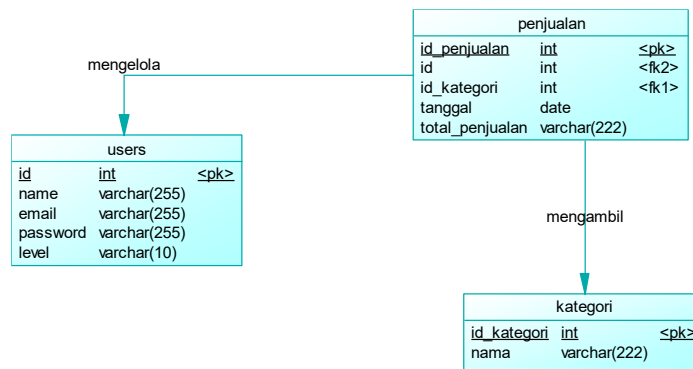 penjualan
id_penjualan int <pk>
id int <fk2>
id_kategori int <fk1>
tanggal date
total_penjualan varchar(222)
mengelola
users
id int <pk>
name varchar(255)
email varchar(255)
password varchar(255)
level varchar(10)
mengambil
kategori
id_kategori int <pk>
nama varchar(222)